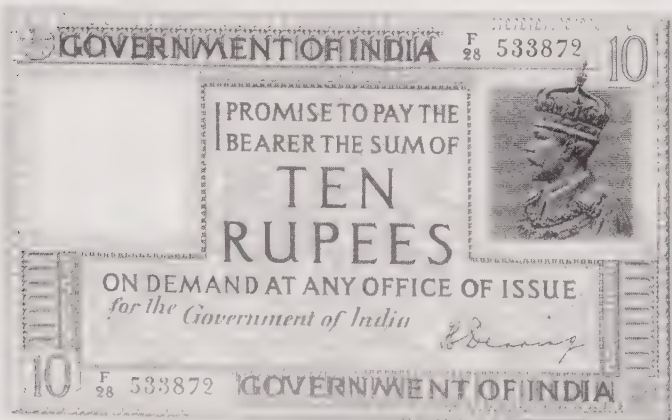 GOVERNMENT OF INDIA F/28 533872 10
I PROMISE TO PAY THE
BEARER THE SUM OF
TEN
RUPEES
ON DEMAND AT ANY OFFICE OF ISSUE
for the Government of India
10 F/28 533872 GOVERNMENT OF INDIA